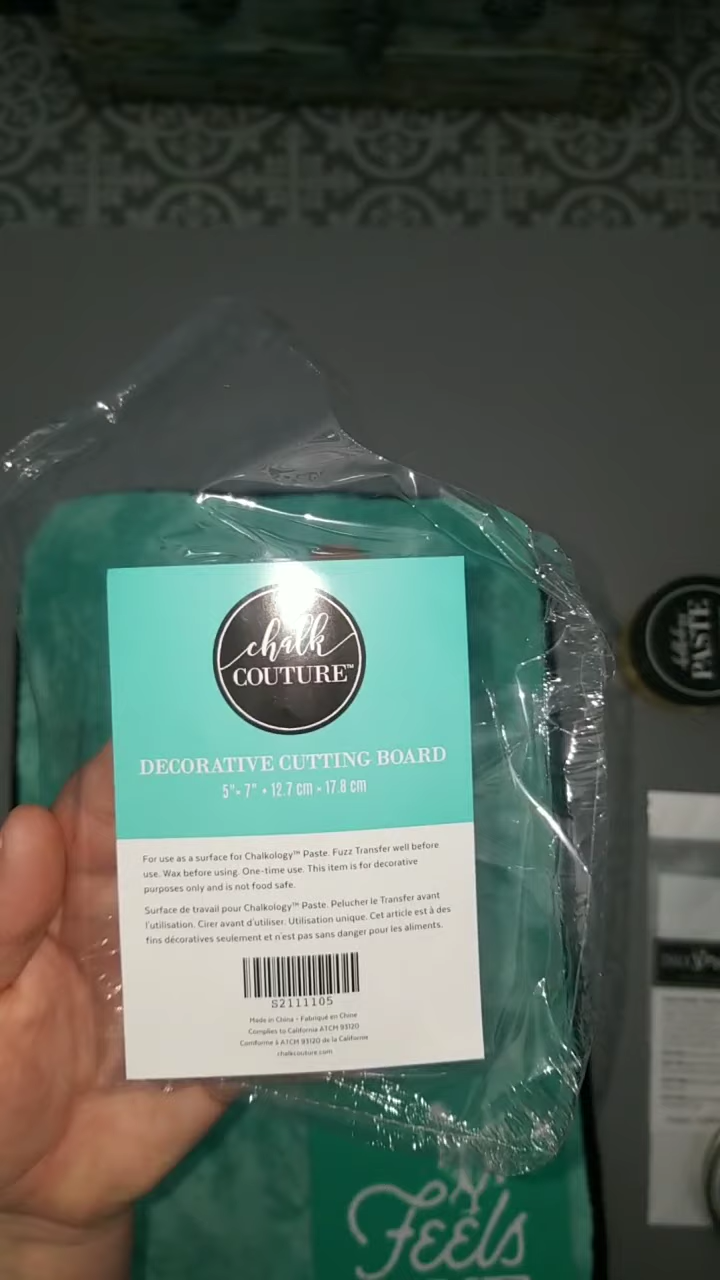 chalk
COUTURE™
DECORATIVE CUTTING BOARD
5" × 7" • 12.7 cm × 17.8 cm
For use as a surface for Chalkology™ Paste. Fuzz Transfer well before
use. Wax before using. One-time use. This item is for decorative
purposes only and is not food safe.
Surface de travail pour Chalkology™ Paste. Pelucher le Transfer avant
l'utilisation. Cirer avant d'utiliser. Utilisation unique. Cet article est à des
fins décoratives seulement et n'est pas sans danger pour les aliments.
S2111105
Made in China • Fabriqué en Chine
Complies to California ATCM 93120
Comforme à ATCM 93120 de la Californie
chalkcouture.com
PASTE
Feels